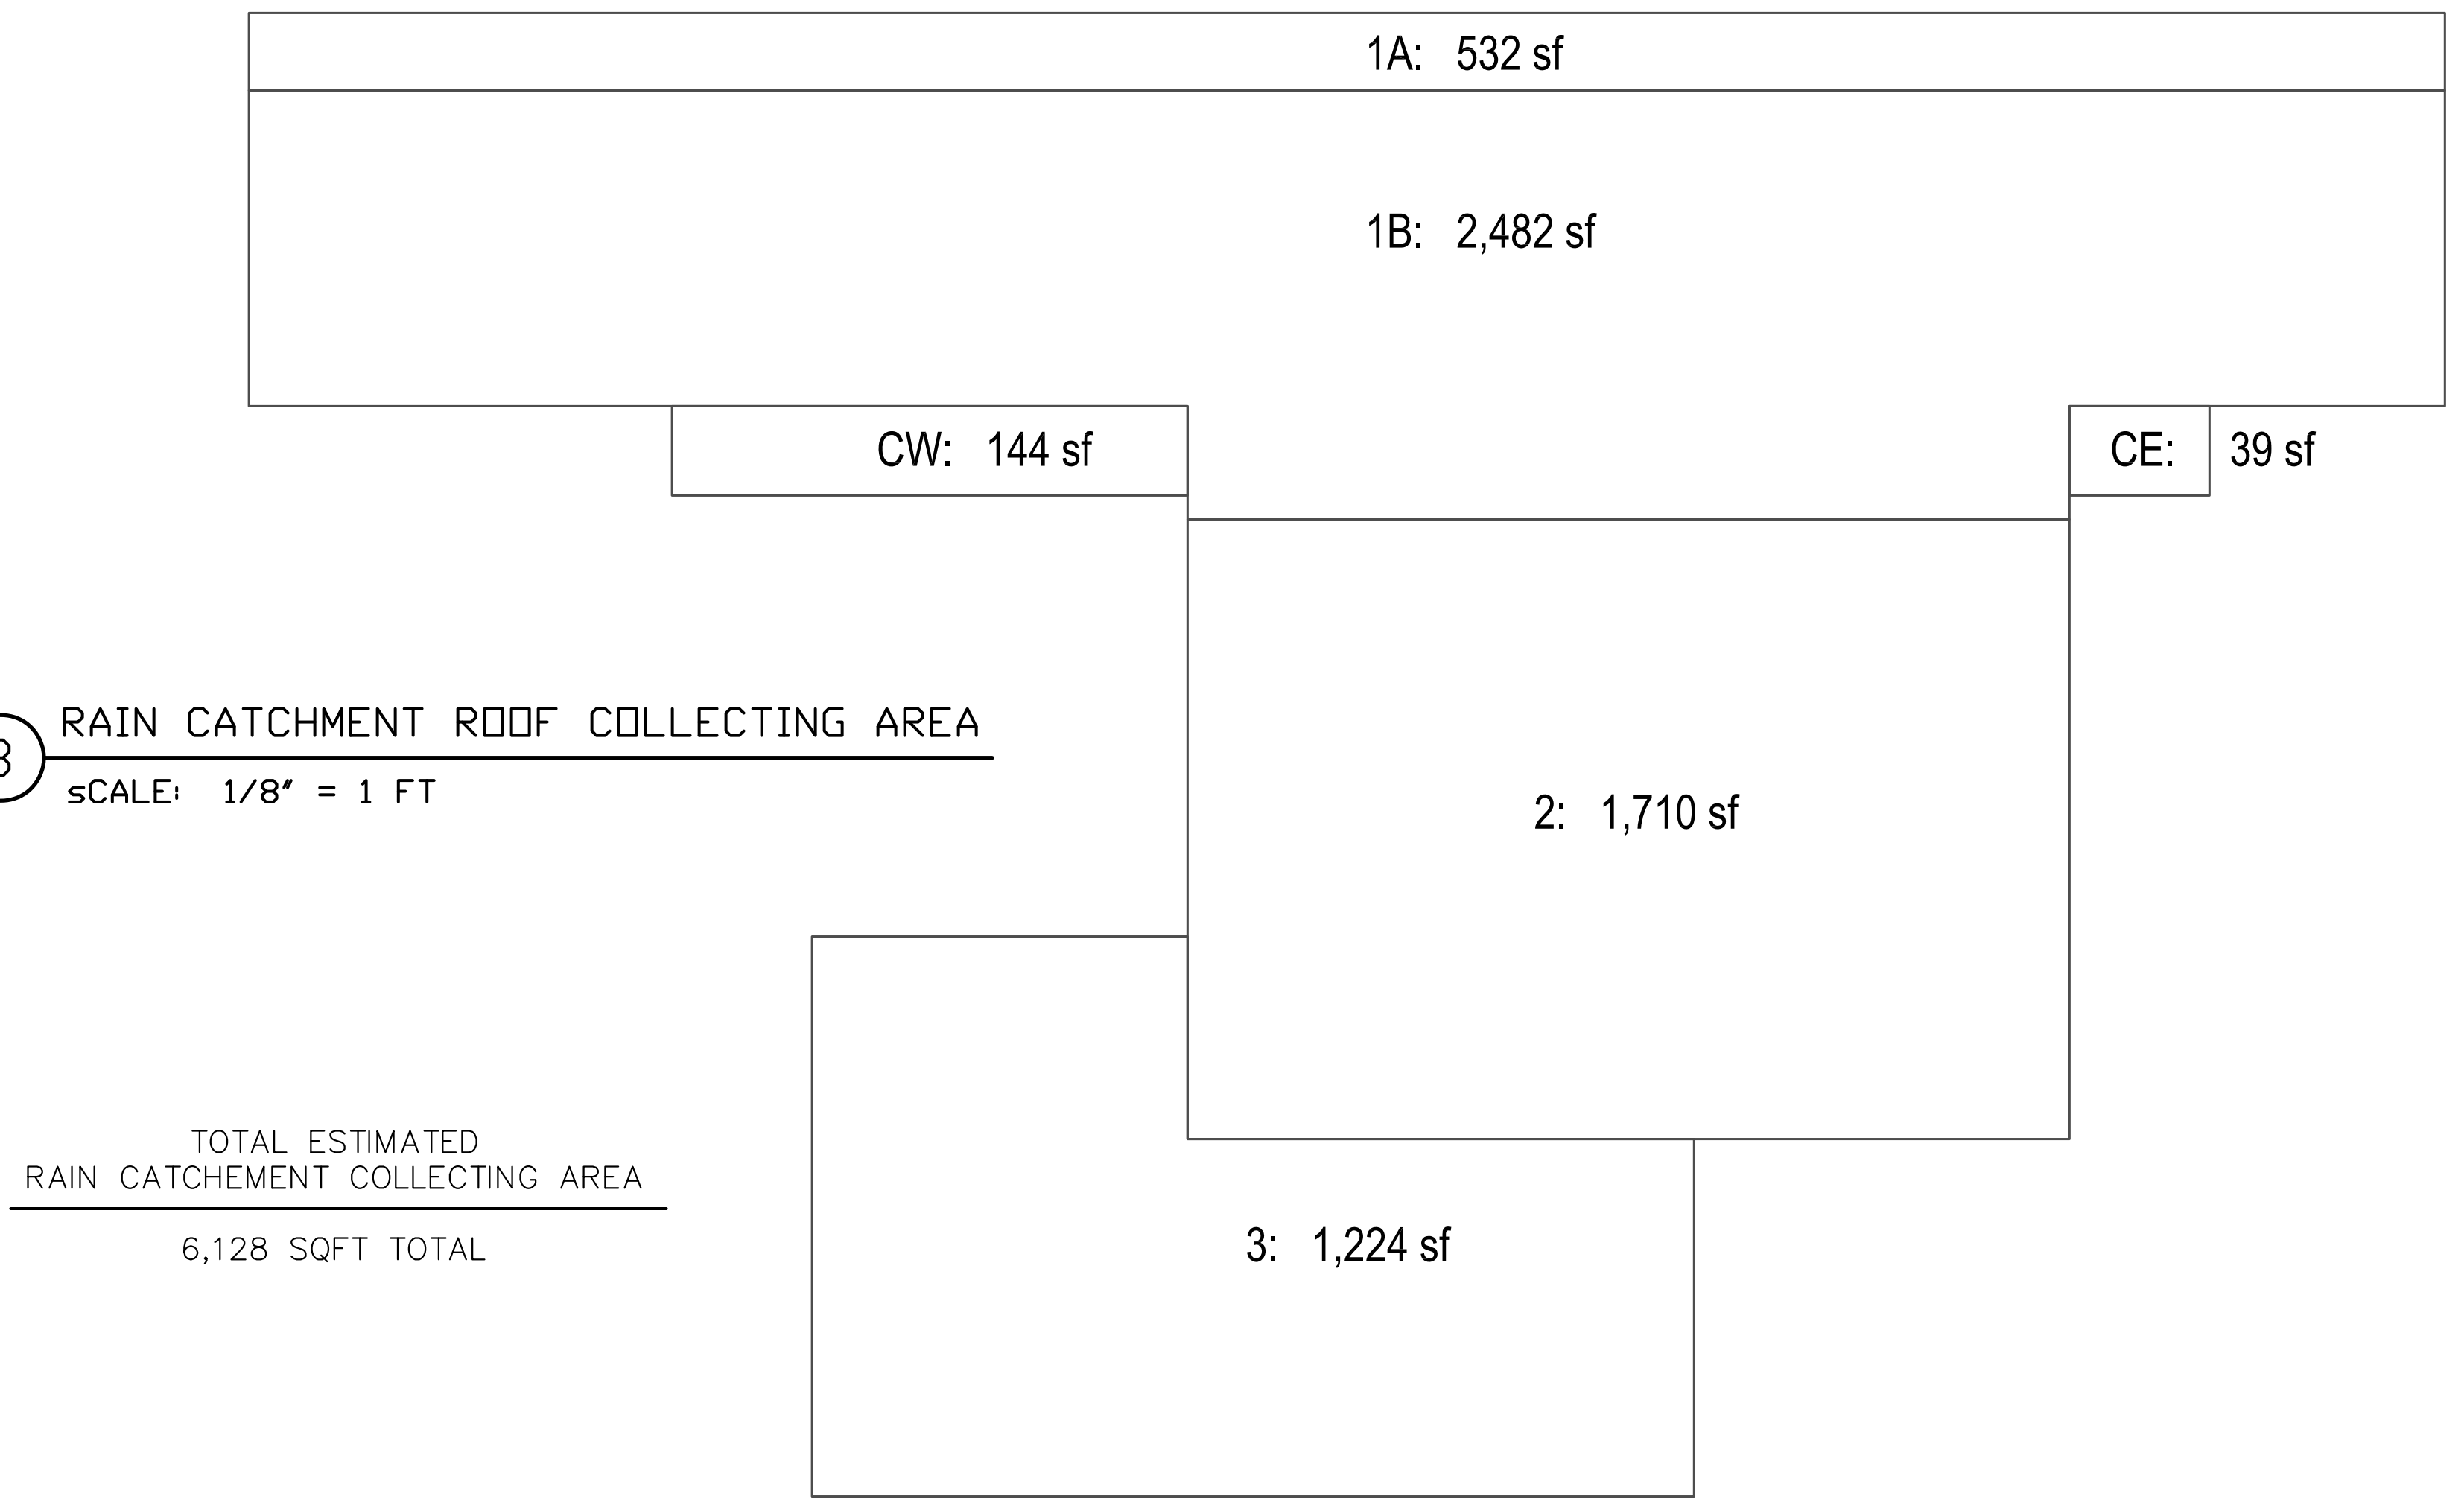 1A: 532 sf
1B: 2,482 sf
CW: 144 sf
CE: 39 sf
RAIN CATCHMENT ROOF COLLECTING AREA
sCALE: 1/8" = 1 FT
2: 1,710 sf
TOTAL ESTIMATED
RAIN CATCHEMENT COLLECTING AREA
6,128 SQFT TOTAL
3: 1,224 sf